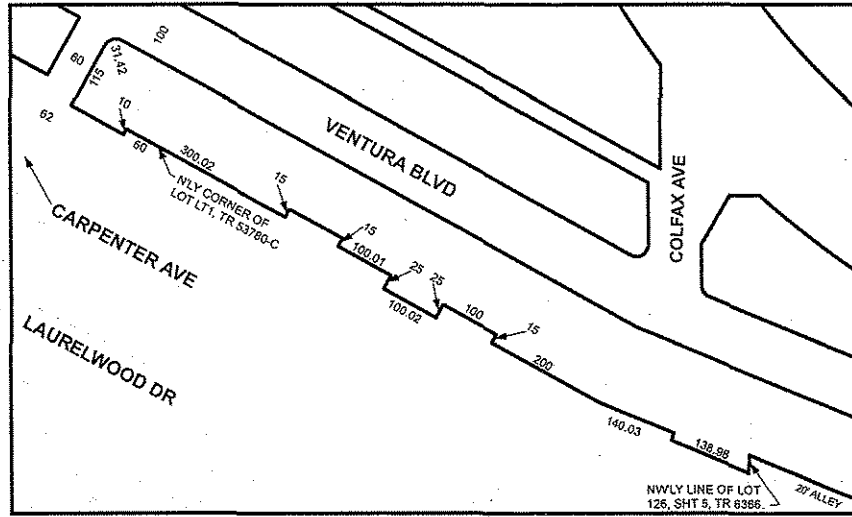 100
60
31.42
115
10
62
60
300.02
N'LY CORNER OF
LOT LT1, TR 53780-C
15
VENTURA BLVD
COLFAX AVE
CARPENTER AVE
15
100.01
25
25
100.02
100
15
LAURELWOOD DR
200
140.03
138.98
NW'LY LINE OF LOT
126, SHT 5, TR 6366.
20' ALLEY